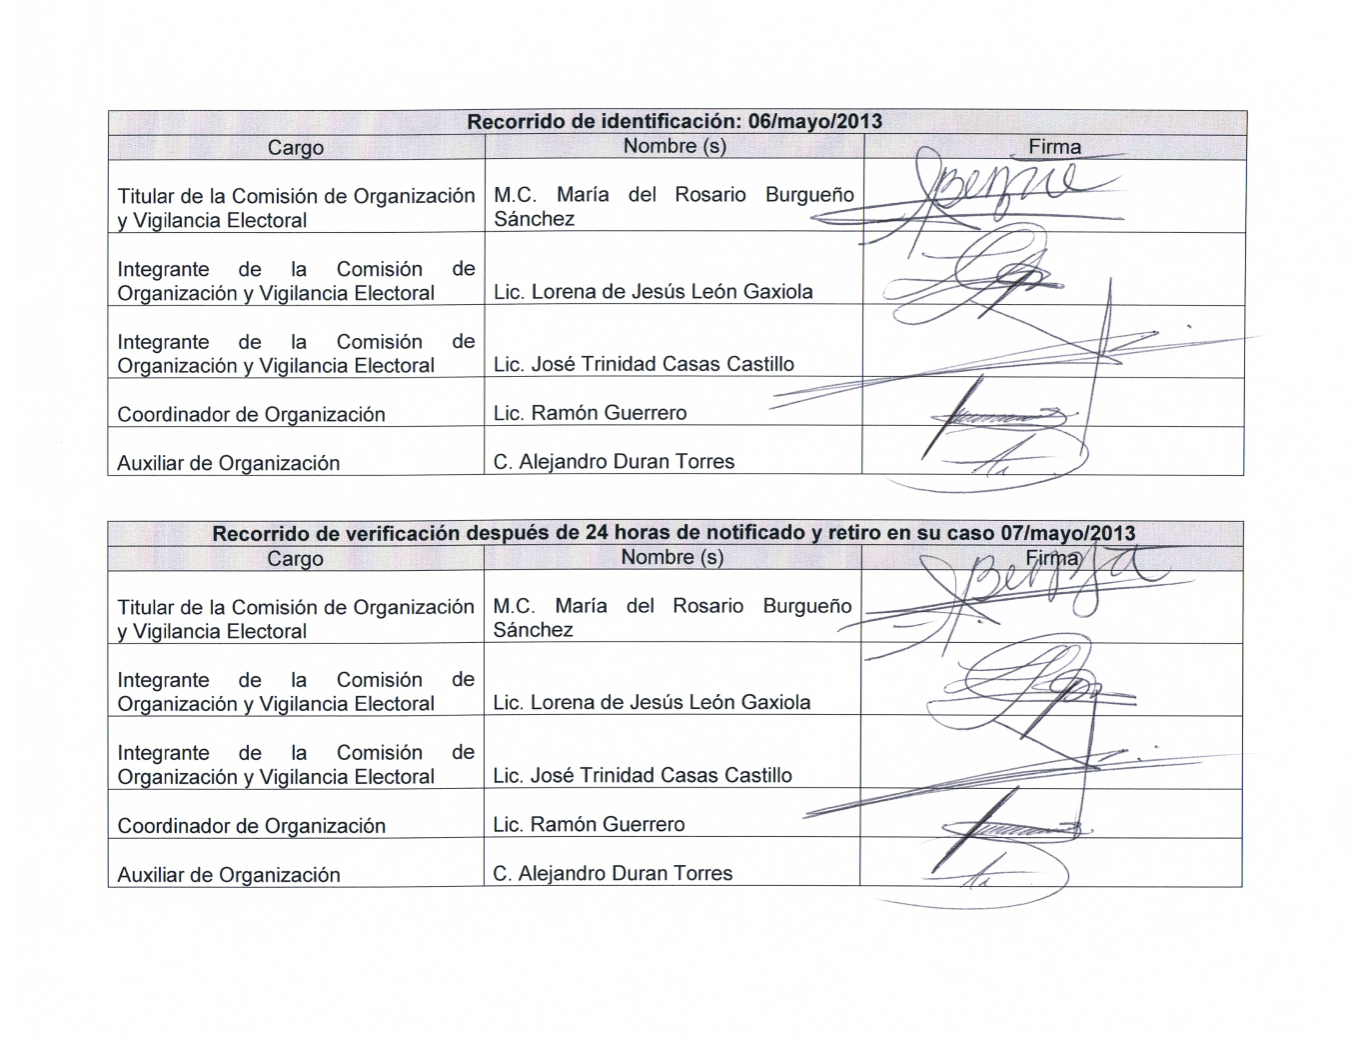 Recorrido de identificación: 06/mayo/2013
Cargo Nombre (s) Firma
Titular de la Comisión de Organización
y Vigilancia Electoral
M.C. María del Rosario Burgueño
Sánchez
Integrante de la Comisión de
Organización y Vigilancia Electoral
Lic. Lorena de Jesús León Gaxiola
Integrante de la Comisión de
Organización y Vigilancia Electoral
Lic. José Trinidad Casas Castillo
Coordinador de Organización
Lic. Ramón Guerrero
Auxiliar de Organización
C. Alejandro Duran Torres
Recorrido de verificación después de 24 horas de notificado y retiro en su caso 07/mayo/2013
Cargo Nombre (s) Firma
Titular de la Comisión de Organización
y Vigilancia Electoral
M.C. María del Rosario Burgueño
Sánchez
Integrante de la Comisión de
Organización y Vigilancia Electoral
Lic. Lorena de Jesús León Gaxiola
Integrante de la Comisión de
Organización y Vigilancia Electoral
Lic. José Trinidad Casas Castillo
Coordinador de Organización
Lic. Ramón Guerrero
Auxiliar de Organización
C. Alejandro Duran Torres